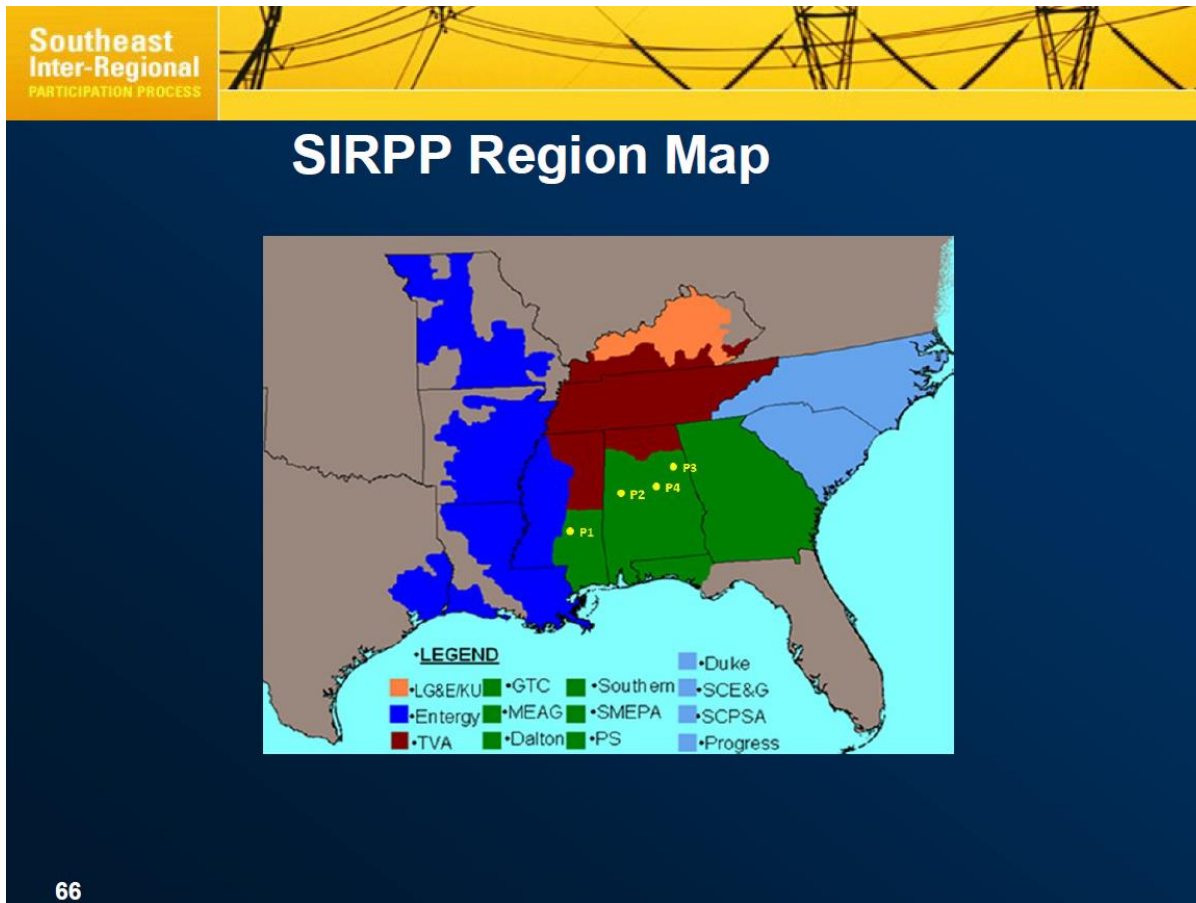 Southeast
Inter-Regional
PARTICIPATION PROCESS
SIRPP Region Map
P3
P4
P2
P1
•LEGEND
•LG&E/KU •GTC •Southern •Duke
•Entergy •MEAG •SMEPA •SCE&G
•TVA •Dalton •PS •SCPSA
•Progress
66